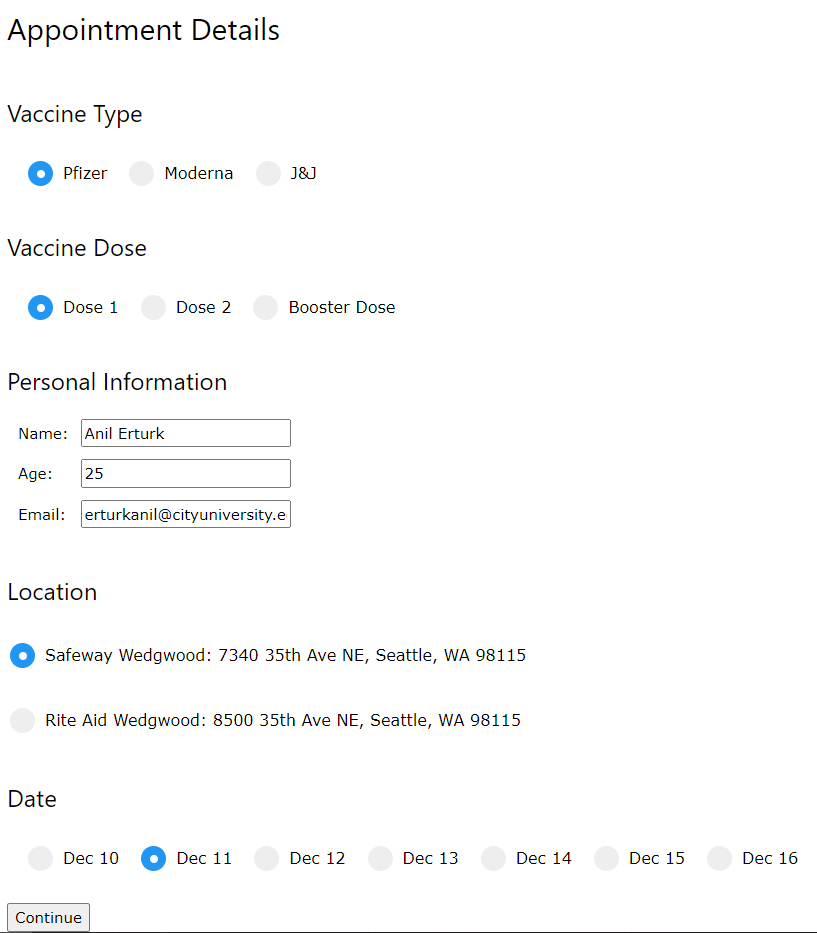 Appointment Details
Vaccine Type
Pfizer Moderna J&J
Vaccine Dose
Dose 1 Dose 2 Booster Dose
Personal Information
Name: Anil Erturk
Age: 25
Email: erturkanil@cityuniversity.e
Location
Safeway Wedgwood: 7340 35th Ave NE, Seattle, WA 98115
Rite Aid Wedgwood: 8500 35th Ave NE, Seattle, WA 98115
Date
Dec 10 Dec 11 Dec 12 Dec 13 Dec 14 Dec 15 Dec 16
Continue